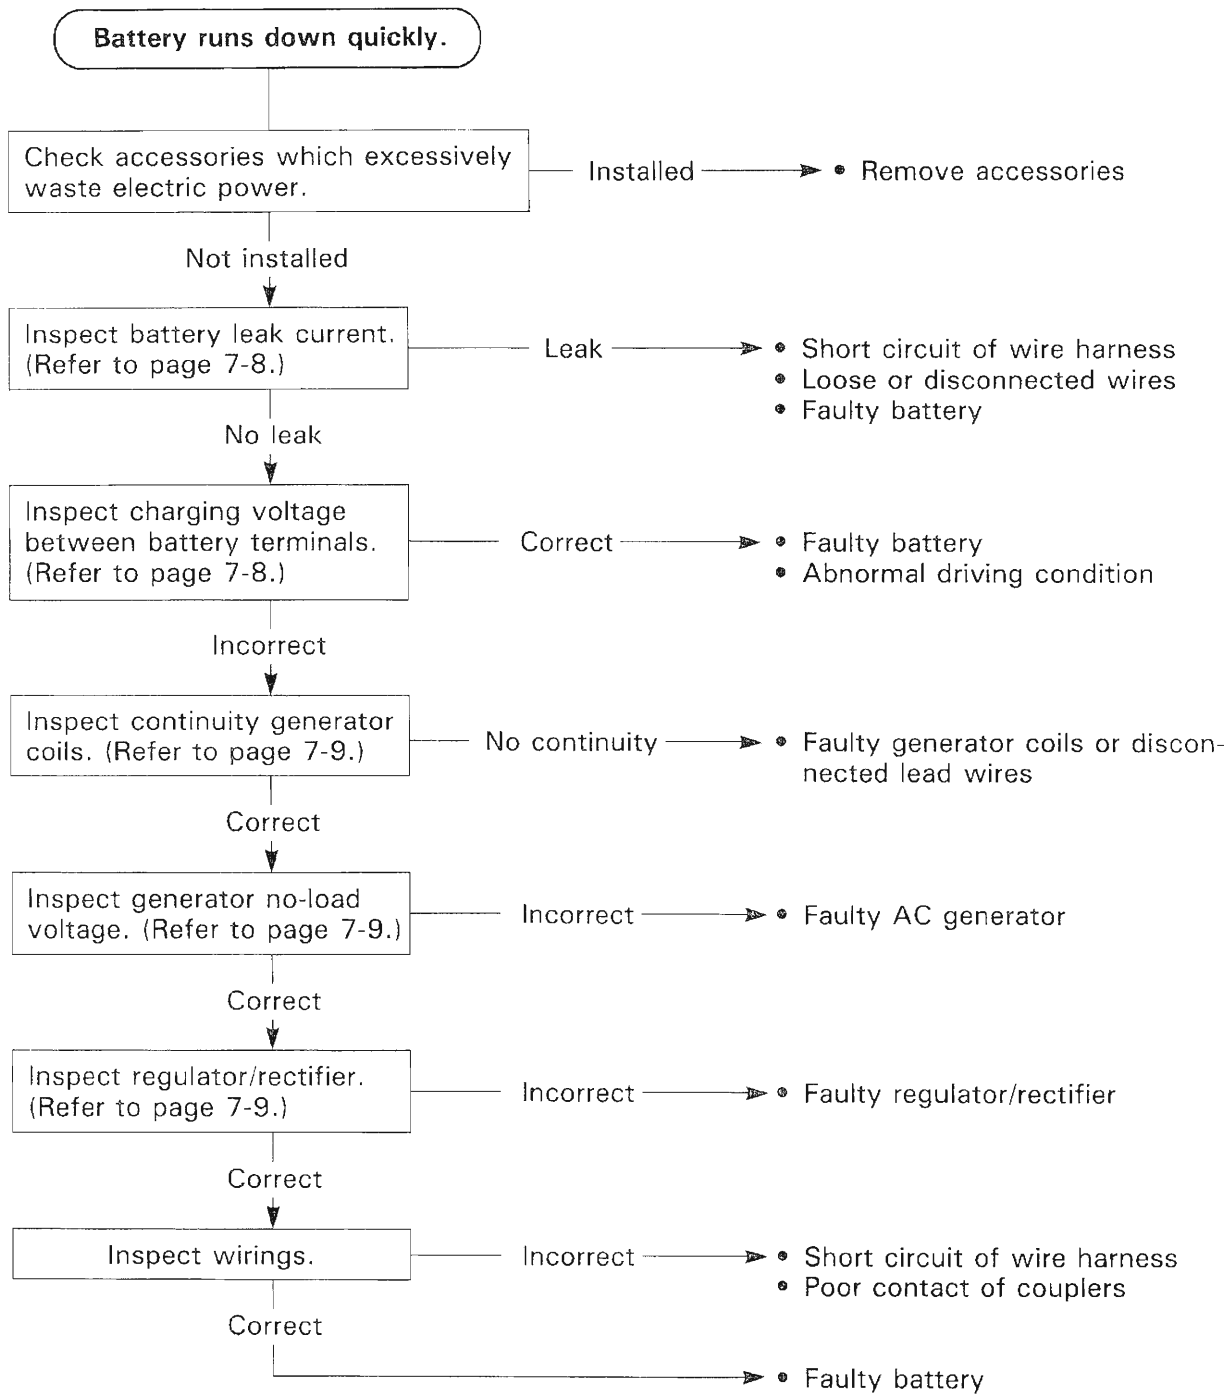 Battery runs down quickly.
Check accessories which excessively
waste electric power.
Installed
• Remove accessories
Not installed
Inspect battery leak current.
(Refer to page 7-8.)
Leak
• Short circuit of wire harness
• Loose or disconnected wires
• Faulty battery
No leak
Inspect charging voltage
between battery terminals.
(Refer to page 7-8.)
Correct
• Faulty battery
• Abnormal driving condition
Incorrect
Inspect continuity generator
coils. (Refer to page 7-9.)
No continuity
• Faulty generator coils or discon-
nected lead wires
Correct
Inspect generator no-load
voltage. (Refer to page 7-9.)
Incorrect
• Faulty AC generator
Correct
Inspect regulator/rectifier.
(Refer to page 7-9.)
Incorrect
• Faulty regulator/rectifier
Correct
Inspect wirings.
Incorrect
• Short circuit of wire harness
• Poor contact of couplers
Correct
• Faulty battery